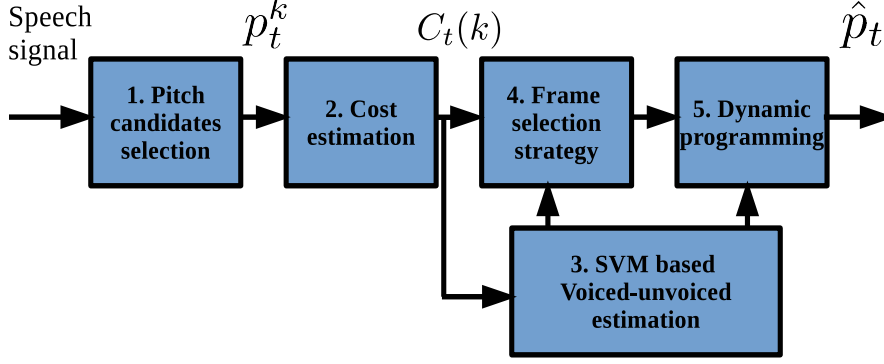 Speech
signal
p_t^k
C_t(k)
p̂_t
1. Pitch
candidates
selection
2. Cost
estimation
4. Frame
selection
strategy
5. Dynamic
programming
3. SVM based
Voiced-unvoiced
estimation